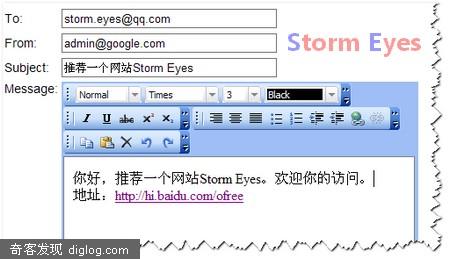 To: storm.eyes@qq.com
From: admin@google.com
Storm Eyes
Subject: 推荐一个网站Storm Eyes
Message:
Normal Times 3 Black
I U abc x² x₂
你好，推荐一个网站Storm Eyes。欢迎你的访问。
地址：http://hi.baidu.com/ofree
奇客发现 diglog.com